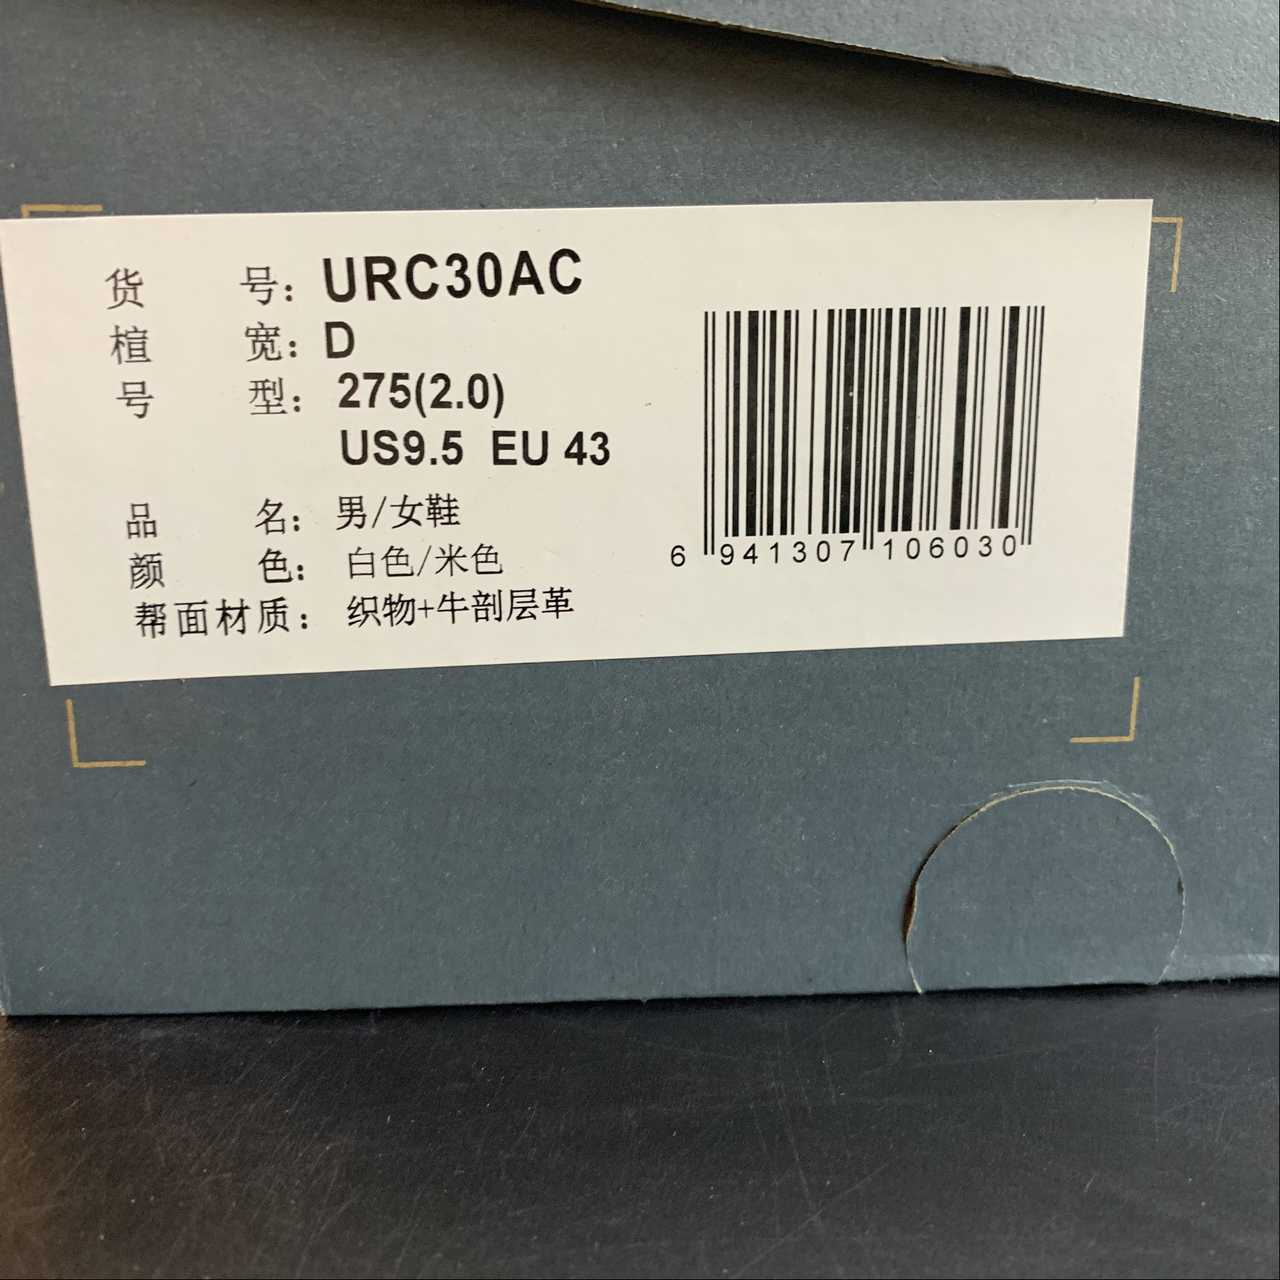 货 号：URC30AC
楦 宽：D
号 型：275(2.0)
US9.5 EU 43
品 名：男/女鞋
颜 色：白色/米色
帮面材质：织物+牛剖层革
6 941307 106030